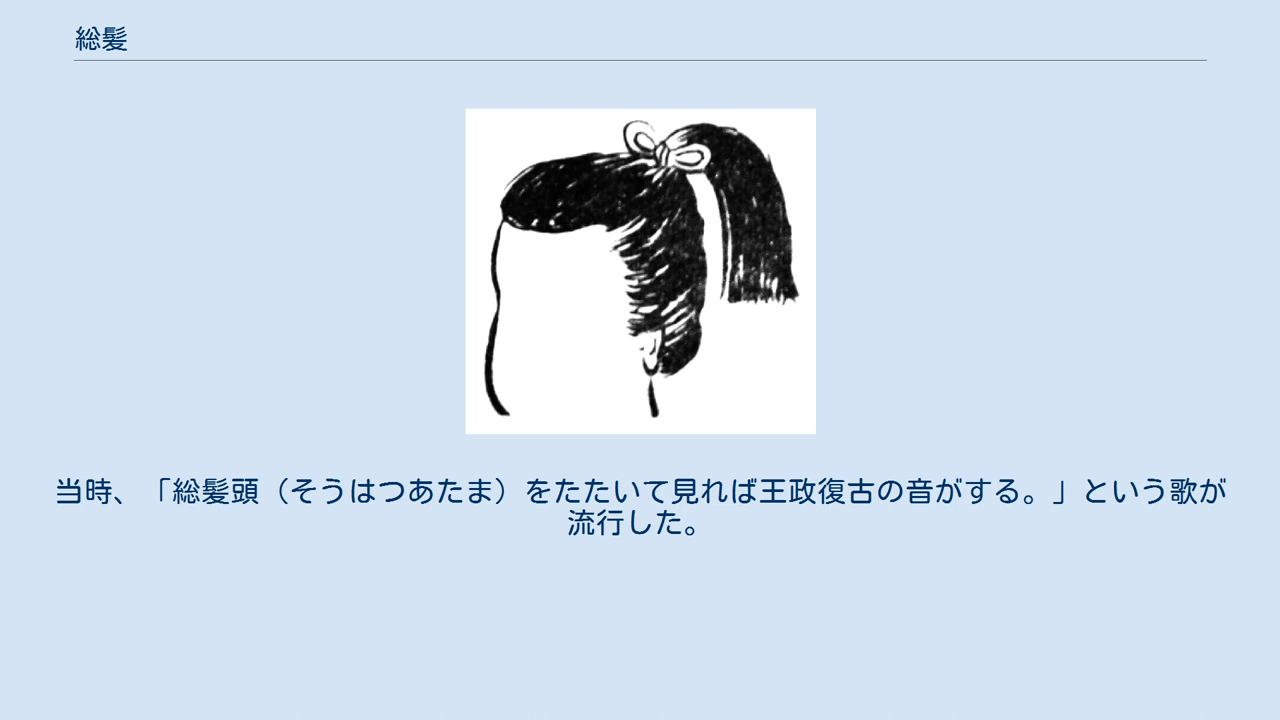 総髪
当時、「総髪頭（そうはつあたま）をたたいて見れば王政復古の音がする。」という歌が
流行した。